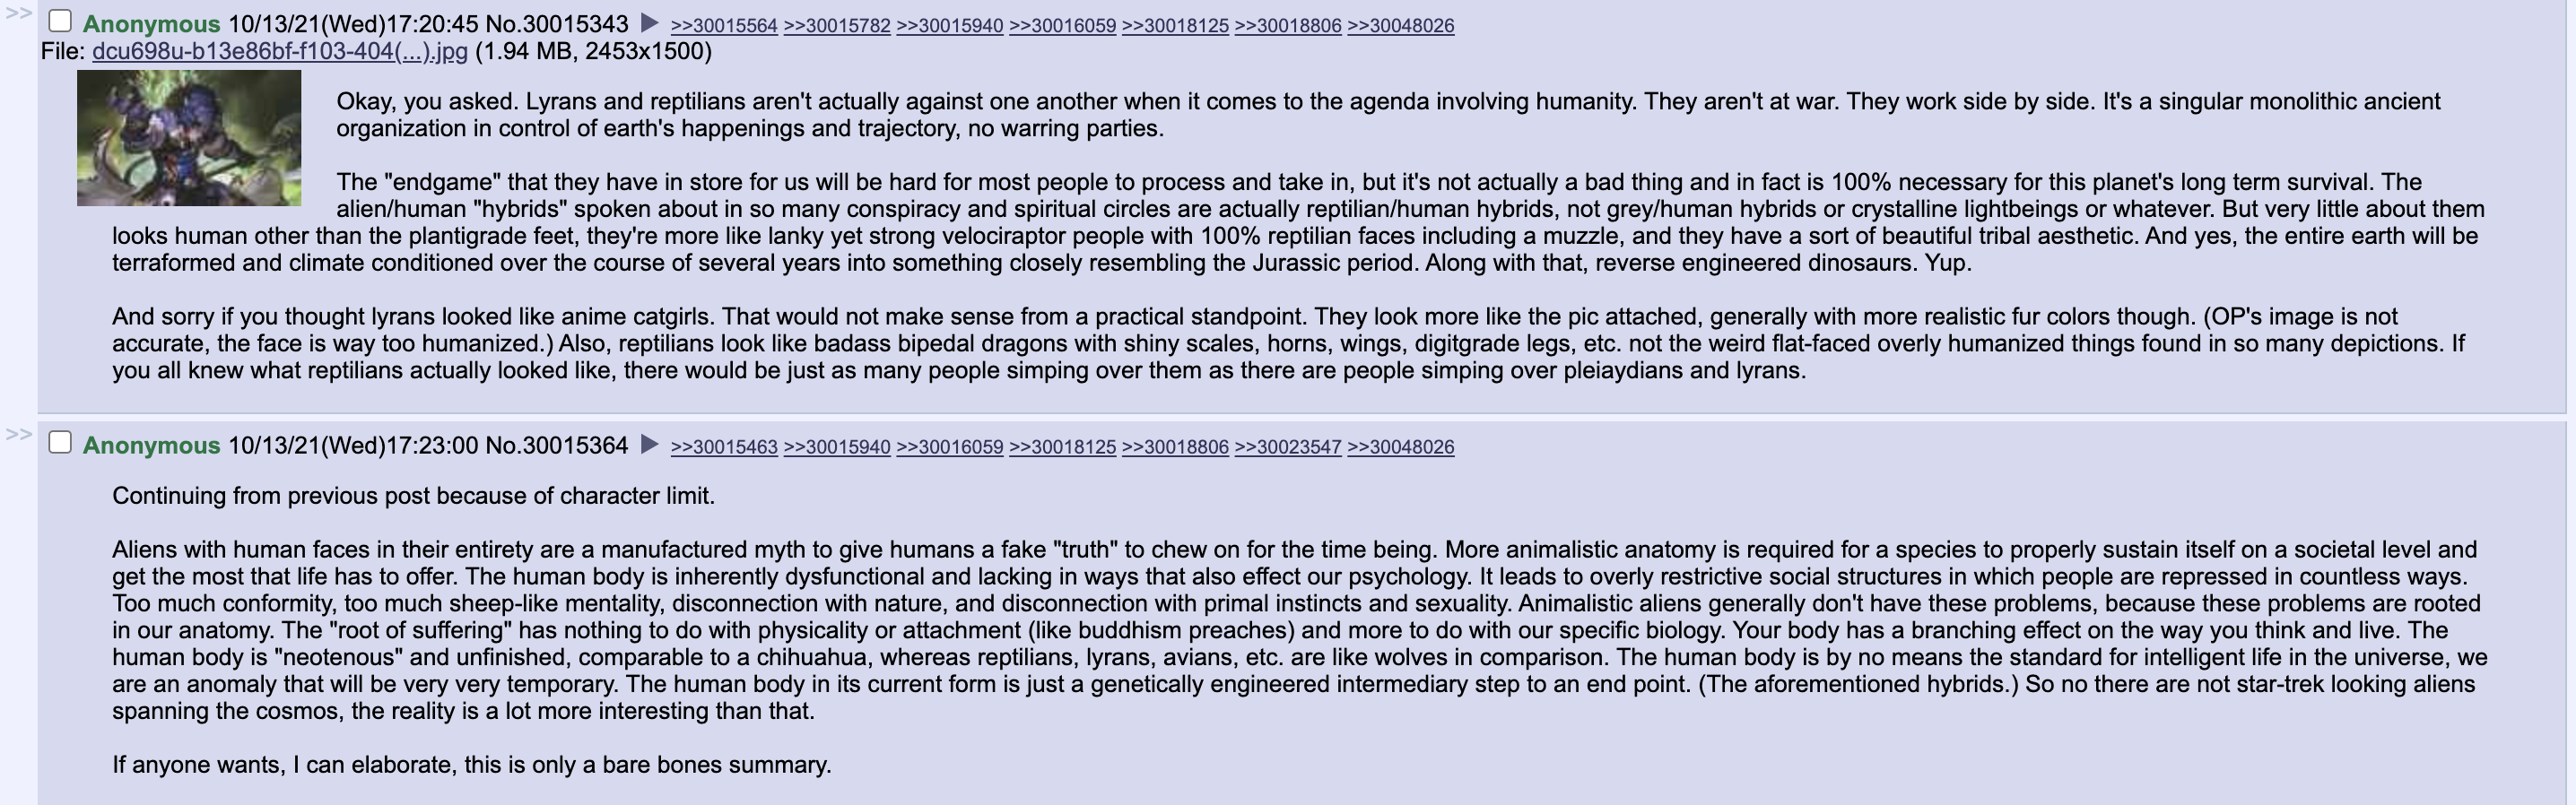 >> Anonymous 10/13/21(Wed)17:20:45 No.30015343 ▶ >>30015564 >>30015782 >>30015940 >>30016059 >>30018125 >>30018806 >>30048026
File: dcu698u-b13e86bf-f103-404(...).jpg (1.94 MB, 2453x1500)
Okay, you asked. Lyrans and reptilians aren't actually against one another when it comes to the agenda involving humanity. They aren't at war. They work side by side. It's a singular monolithic ancient
organization in control of earth's happenings and trajectory, no warring parties.
The "endgame" that they have in store for us will be hard for most people to process and take in, but it's not actually a bad thing and in fact is 100% necessary for this planet's long term survival. The
alien/human "hybrids" spoken about in so many conspiracy and spiritual circles are actually reptilian/human hybrids, not grey/human hybrids or crystalline lightbeings or whatever. But very little about them
looks human other than the plantigrade feet, they're more like lanky yet strong velociraptor people with 100% reptilian faces including a muzzle, and they have a sort of beautiful tribal aesthetic. And yes, the entire earth will be
terraformed and climate conditioned over the course of several years into something closely resembling the Jurassic period. Along with that, reverse engineered dinosaurs. Yup.
And sorry if you thought lyrans looked like anime catgirls. That would not make sense from a practical standpoint. They look more like the pic attached, generally with more realistic fur colors though. (OP's image is not
accurate, the face is way too humanized.) Also, reptilians look like badass bipedal dragons with shiny scales, horns, wings, digitgrade legs, etc. not the weird flat-faced overly humanized things found in so many depictions. If
you all knew what reptilians actually looked like, there would be just as many people simping over them as there are people simping over pleiaydians and lyrans.
>> Anonymous 10/13/21(Wed)17:23:00 No.30015364 ▶ >>30015463 >>30015940 >>30016059 >>30018125 >>30018806 >>30023547 >>30048026
Continuing from previous post because of character limit.
Aliens with human faces in their entirety are a manufactured myth to give humans a fake "truth" to chew on for the time being. More animalistic anatomy is required for a species to properly sustain itself on a societal level and
get the most that life has to offer. The human body is inherently dysfunctional and lacking in ways that also effect our psychology. It leads to overly restrictive social structures in which people are repressed in countless ways.
Too much conformity, too much sheep-like mentality, disconnection with nature, and disconnection with primal instincts and sexuality. Animalistic aliens generally don't have these problems, because these problems are rooted
in our anatomy. The "root of suffering" has nothing to do with physicality or attachment (like buddhism preaches) and more to do with our specific biology. Your body has a branching effect on the way you think and live. The
human body is "neotenous" and unfinished, comparable to a chihuahua, whereas reptilians, lyrans, avians, etc. are like wolves in comparison. The human body is by no means the standard for intelligent life in the universe, we
are an anomaly that will be very very temporary. The human body in its current form is just a genetically engineered intermediary step to an end point. (The aforementioned hybrids.) So no there are not star-trek looking aliens
spanning the cosmos, the reality is a lot more interesting than that.
If anyone wants, I can elaborate, this is only a bare bones summary.